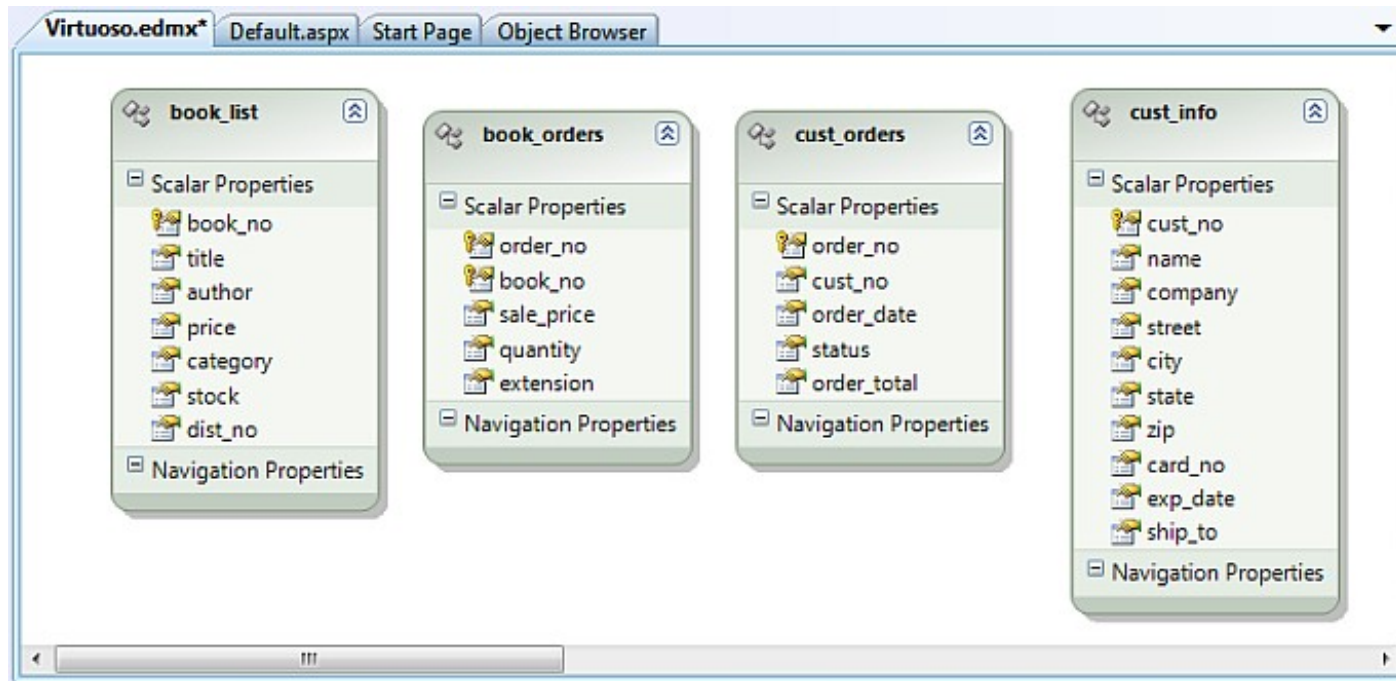 Virtuoso.edmx* Default.aspx Start Page Object Browser
book_list
Scalar Properties
book_no
title
author
price
category
stock
dist_no
Navigation Properties
book_orders
Scalar Properties
order_no
book_no
sale_price
quantity
extension
Navigation Properties
cust_orders
Scalar Properties
order_no
cust_no
order_date
status
order_total
Navigation Properties
cust_info
Scalar Properties
cust_no
name
company
street
city
state
zip
card_no
exp_date
ship_to
Navigation Properties